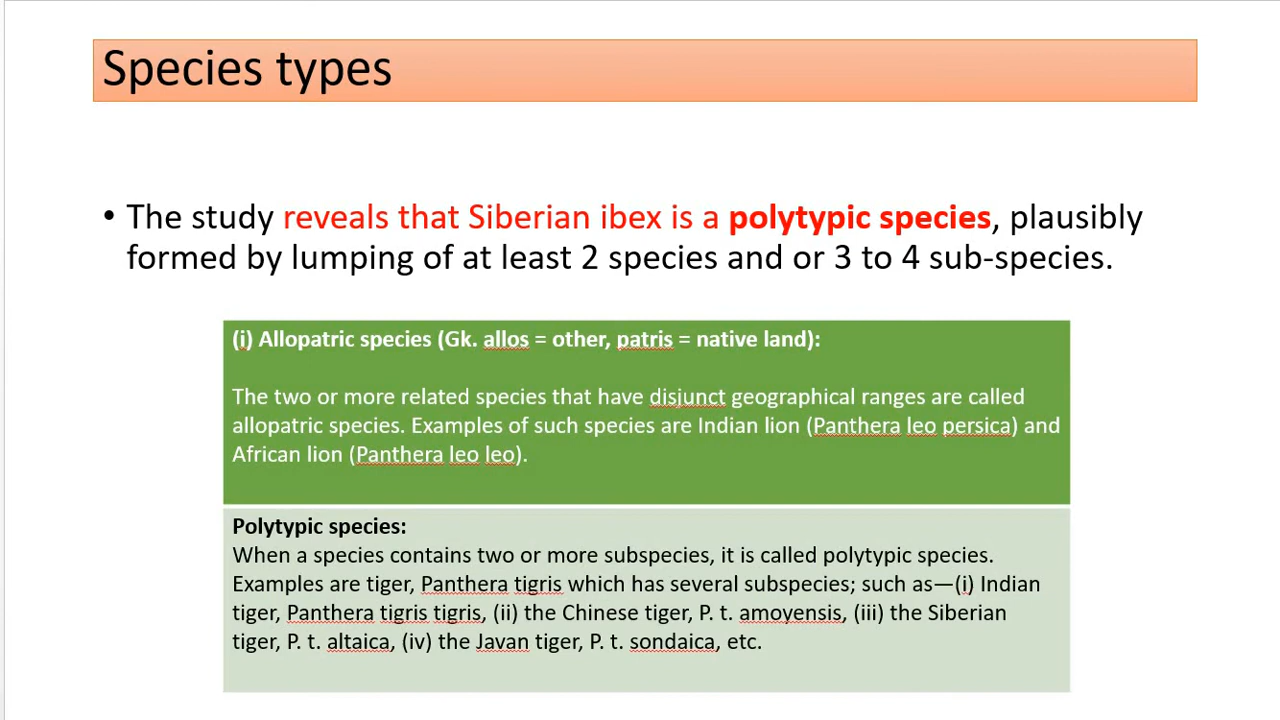 Species types
• The study reveals that Siberian ibex is a polytypic species, plausibly
formed by lumping of at least 2 species and or 3 to 4 sub-species.
(i) Allopatric species (Gk. allos = other, patris = native land):
The two or more related species that have disjunct geographical ranges are called
allopatric species. Examples of such species are Indian lion (Panthera leo persica) and
African lion (Panthera leo leo).
Polytypic species:
When a species contains two or more subspecies, it is called polytypic species.
Examples are tiger, Panthera tigris which has several subspecies; such as—(i) Indian
tiger, Panthera tigris tigris, (ii) the Chinese tiger, P. t. amoyensis, (iii) the Siberian
tiger, P. t. altaica, (iv) the Javan tiger, P. t. sondaica, etc.